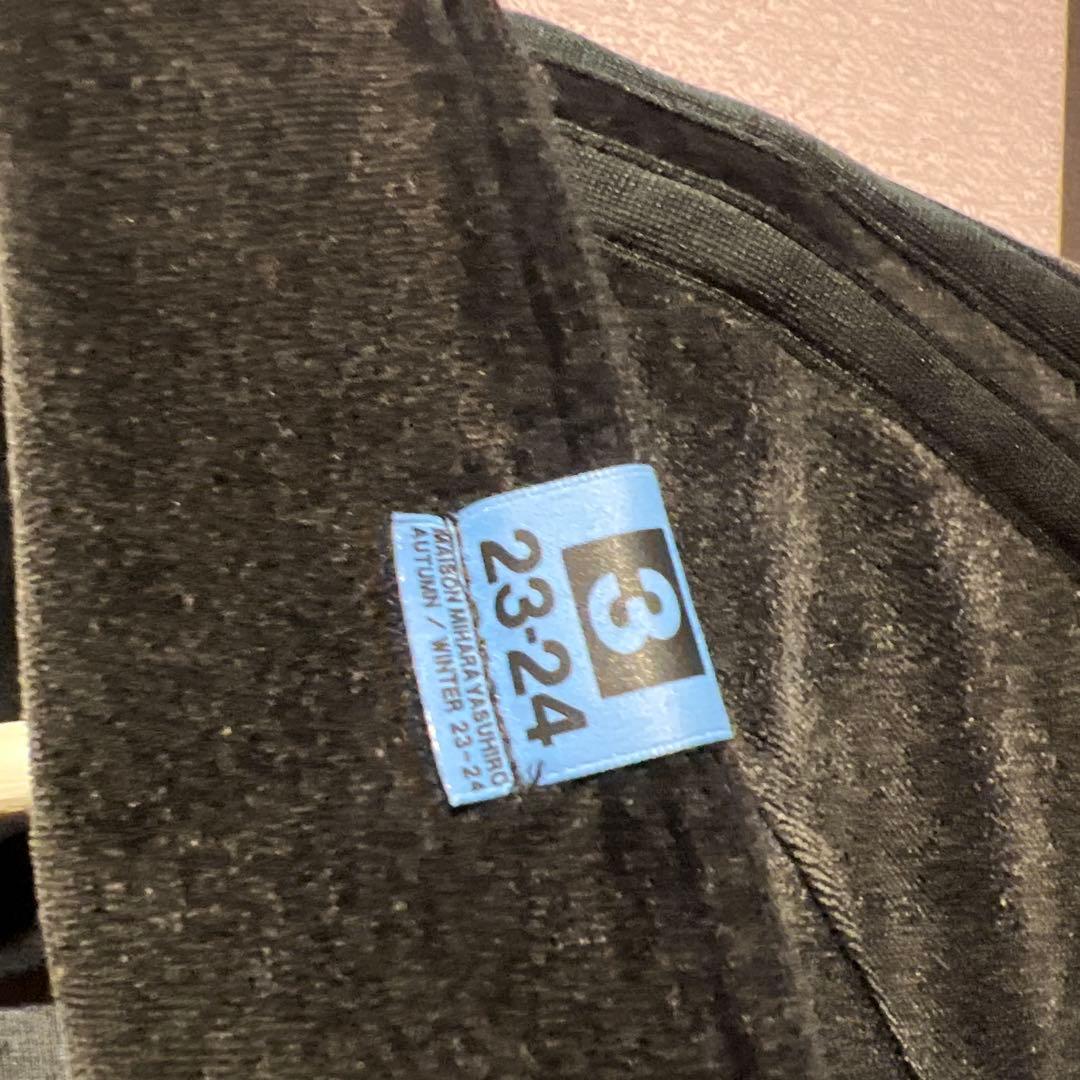 3
23-24
MAISON MIHARA YASUHIRO
AUTUMN / WINTER 23-24